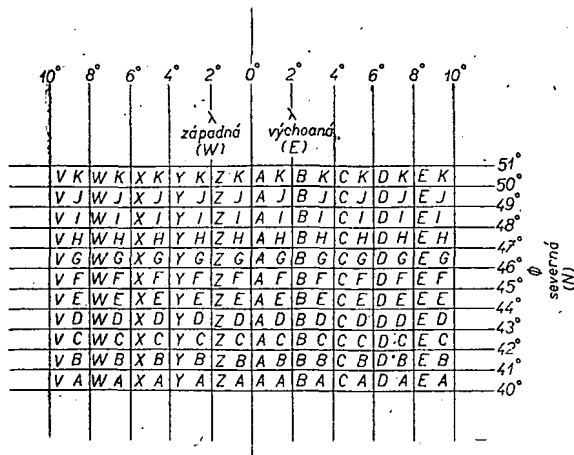 10° 8° 6° 4° 2° 0° 2° 4° 6° 8° 10°
λ λ
západná výchoaná
(W) (E)
51°
V K W K X K Y K Z K A K B K C K D K E K
50°
V J W J X J Y J Z J A J B J C J D J E J
49°
V I W I X I Y I Z I A I B I C I D I E I
48°
V H W H X H Y H Z H A H B H C H D H E H
47°
V G W G X G Y G Z G A G B G C G D G E G
46°
V F W F X F Y F Z F A F B F C F D F E F
45°
V E W E X E Y E Z E A E B E C E D E E E
44°
V D W D X D Y D Z D A D B D C D D D E D
43°
V C W C X C Y C Z C A C B C C C D C E C
42°
V B W B X B Y B Z B A B B B C B D B E B
41°
V A W A X A Y A Z A A A B A C A D A E A
40°
ϕ
severná
(N)